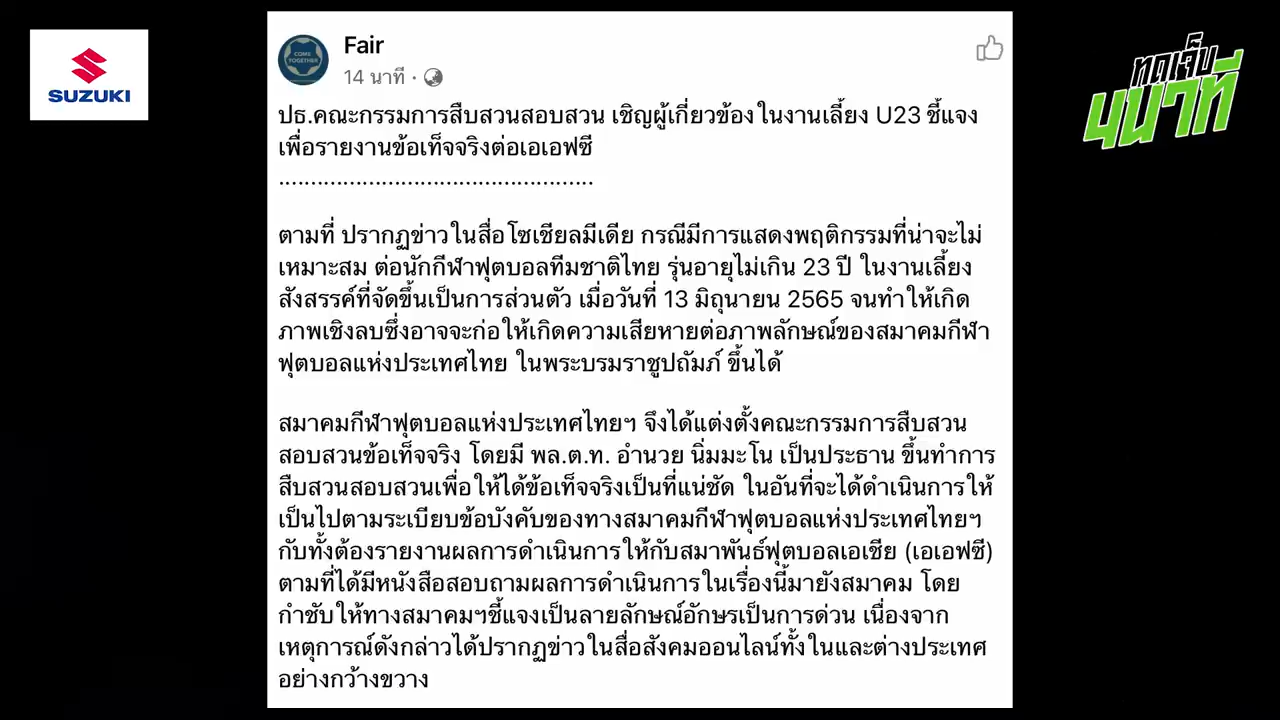 SUZUKI
ทดเจ็บ
4นาที
COME
TOGETHER
Fair
14 นาที ·
ปธ.คณะกรรมการสืบสวนสอบสวน เชิญผู้เกี่ยวข้องในงานเลี้ยง U23 ชี้แจง
เพื่อรายงานข้อเท็จจริงต่อเอเอฟซี
.................................................
ตามที่ ปรากฏข่าวในสื่อโซเชียลมีเดีย กรณีมีการแสดงพฤติกรรมที่น่าจะไม่
เหมาะสม ต่อนักกีฬาฟุตบอลทีมชาติไทย รุ่นอายุไม่เกิน 23 ปี ในงานเลี้ยง
สังสรรค์ที่จัดขึ้นเป็นการส่วนตัว เมื่อวันที่ 13 มิถุนายน 2565 จนทำให้เกิด
ภาพเชิงลบซึ่งอาจจะก่อให้เกิดความเสียหายต่อภาพลักษณ์ของสมาคมกีฬา
ฟุตบอลแห่งประเทศไทย ในพระบรมราชูปถัมภ์ ขึ้นได้
สมาคมกีฬาฟุตบอลแห่งประเทศไทยฯ จึงได้แต่งตั้งคณะกรรมการสืบสวน
สอบสวนข้อเท็จจริง โดยมี พล.ต.ท. อำนวย นิ่มมะโน เป็นประธาน ขึ้นทำการ
สืบสวนสอบสวนเพื่อให้ได้ข้อเท็จจริงเป็นที่แน่ชัด ในอันที่จะได้ดำเนินการให้
เป็นไปตามระเบียบข้อบังคับของทางสมาคมกีฬาฟุตบอลแห่งประเทศไทยฯ
กับทั้งต้องรายงานผลการดำเนินการให้กับสมาพันธ์ฟุตบอลเอเชีย (เอเอฟซี)
ตามที่ได้มีหนังสือสอบถามผลการดำเนินการในเรื่องนี้มายังสมาคม โดย
กำชับให้ทางสมาคมฯชี้แจงเป็นลายลักษณ์อักษรเป็นการด่วน เนื่องจาก
เหตุการณ์ดังกล่าวได้ปรากฏข่าวในสื่อสังคมออนไลน์ทั้งในและต่างประเทศ
อย่างกว้างขวาง